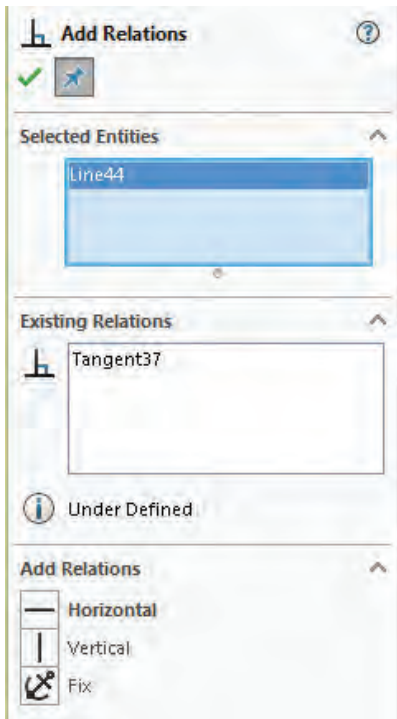 Add Relations
Selected Entities
Line44
Existing Relations
Tangent37
Under Defined
Add Relations
Horizontal
Vertical
Fix